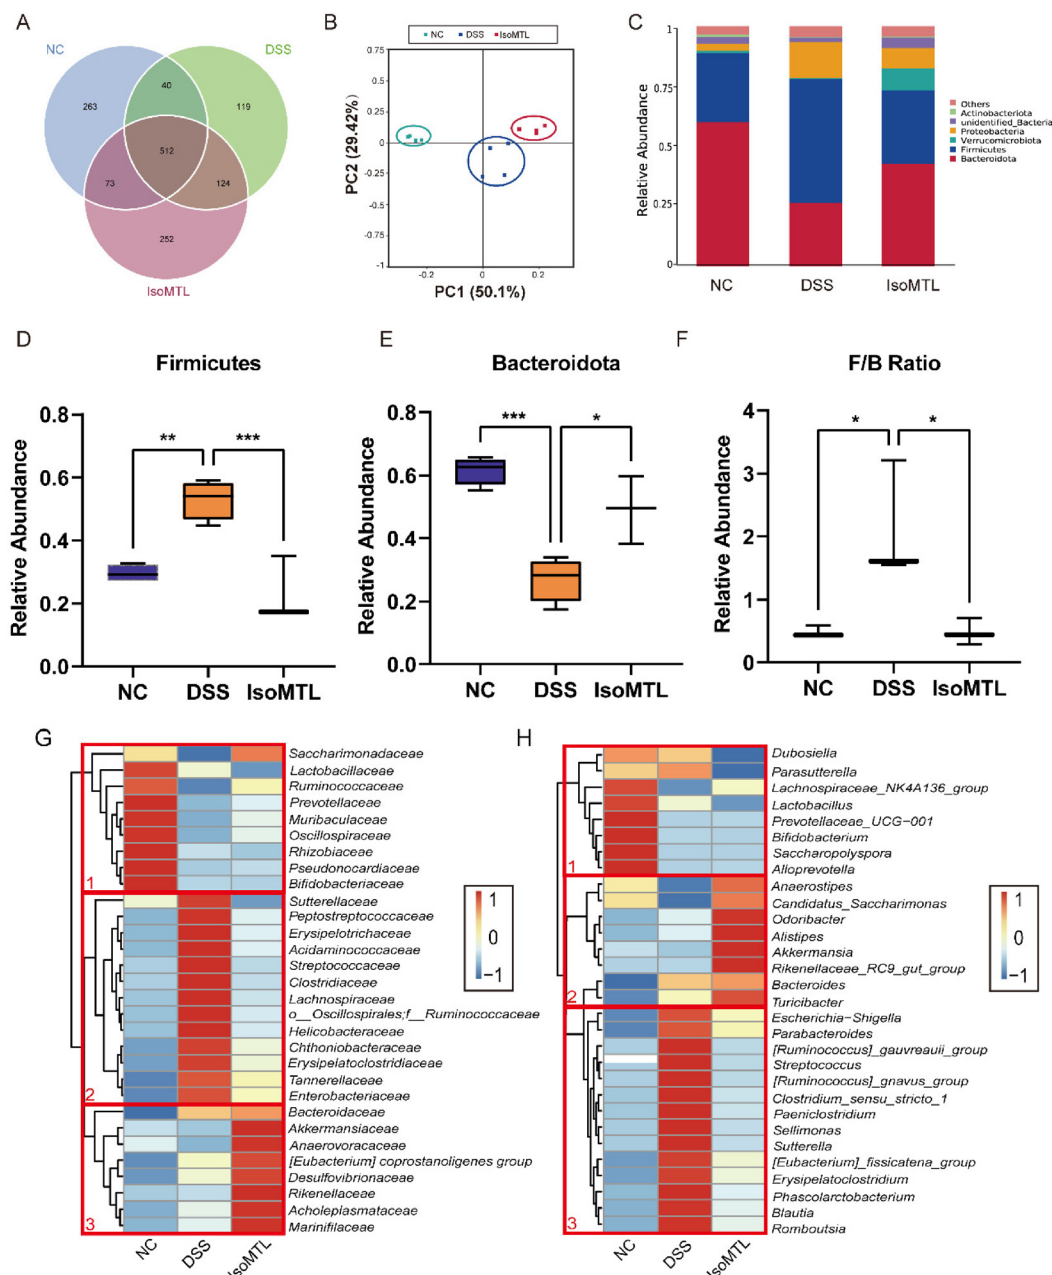 A
NC
DSS
263
40
119
512
73
124
252
IsoMTL
B
NC DSS IsoMTL
0.75
0.5
0.25
0
-0.25
-0.5
-0.75
-1
-0.2 0 0.2
PC2 (29.42%)
PC1 (50.1%)
C
Relative Abundance
1
0.75
0.5
0.25
0
NC DSS IsoMTL
Others
Actinobacteriota
unidentified_Bacteria
Proteobacteria
Verrucomicrobiota
Firmicutes
Bacteroidota
D
Firmicutes
Relative Abundance
0.8
0.6
0.4
0.2
0.0
** ***
NC DSS IsoMTL
E
Bacteroidota
Relative Abundance
0.8
0.6
0.4
0.2
0.0
*** *
NC DSS IsoMTL
F
F/B Ratio
Relative Abundance
4
3
2
1
0
* *
NC DSS IsoMTL
G
Saccharimonadaceae
Lactobacillaceae
Ruminococcaceae
Prevotellaceae
Muribaculaceae
Oscillospiraceae
Rhizobiaceae
Pseudonocardiaceae
Bifidobacteriaceae
1
Sutterellaceae
Peptostreptococcaceae
Erysipelotrichaceae
Acidaminococcaceae
Streptococcaceae
Clostridiaceae
Lachnospiraceae
o__Oscillospirales;f__Ruminococcaceae
Helicobacteraceae
Chthoniobacteraceae
Erysipelatoclostridiaceae
Tannerellaceae
Enterobacteriaceae
2
Bacteroidaceae
Akkermansiaceae
Anaerovoracaceae
[Eubacterium] coprostanoligenes group
Desulfovibrionaceae
Rikenellaceae
Acholeplasmataceae
Marinifilaceae
3
NC DSS IsoMTL
1
0
−1
H
Dubosiella
Parasutterella
Lachnospiraceae_NK4A136_group
Lactobacillus
Prevotellaceae_UCG−001
Bifidobacterium
Saccharopolyspora
Alloprevotella
1
Anaerostipes
Candidatus_Saccharimonas
Odoribacter
Alistipes
Akkermansia
Rikenellaceae_RC9_gut_group
Bacteroides
Turicibacter
2
Escherichia−Shigella
Parabacteroides
[Ruminococcus]_gauvreauii_group
Streptococcus
[Ruminococcus]_gnavus_group
Clostridium_sensu_stricto_1
Paeniclostridium
Sellimonas
Sutterella
[Eubacterium]_fissicatena_group
Erysipelatoclostridium
Phascolarctobacterium
Blautia
Romboutsia
3
NC DSS IsoMTL
1
0
−1